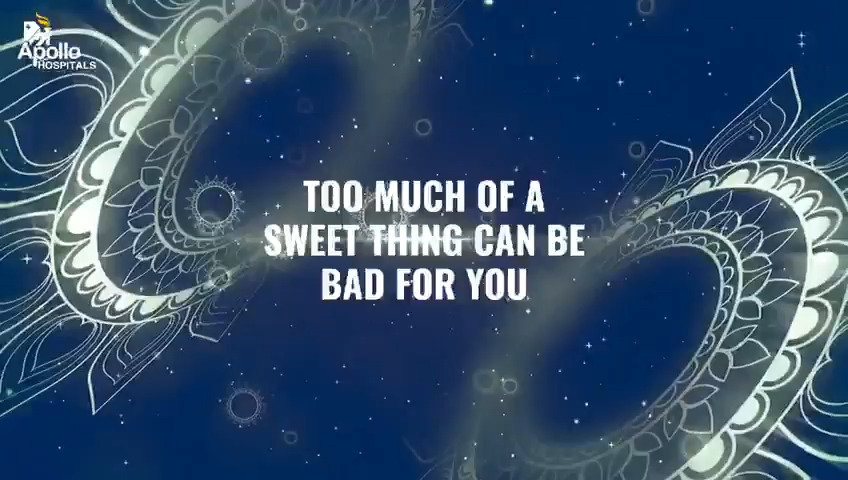 Apollo
HOSPITALS
TOO MUCH OF A
SWEET THING CAN BE
BAD FOR YOU